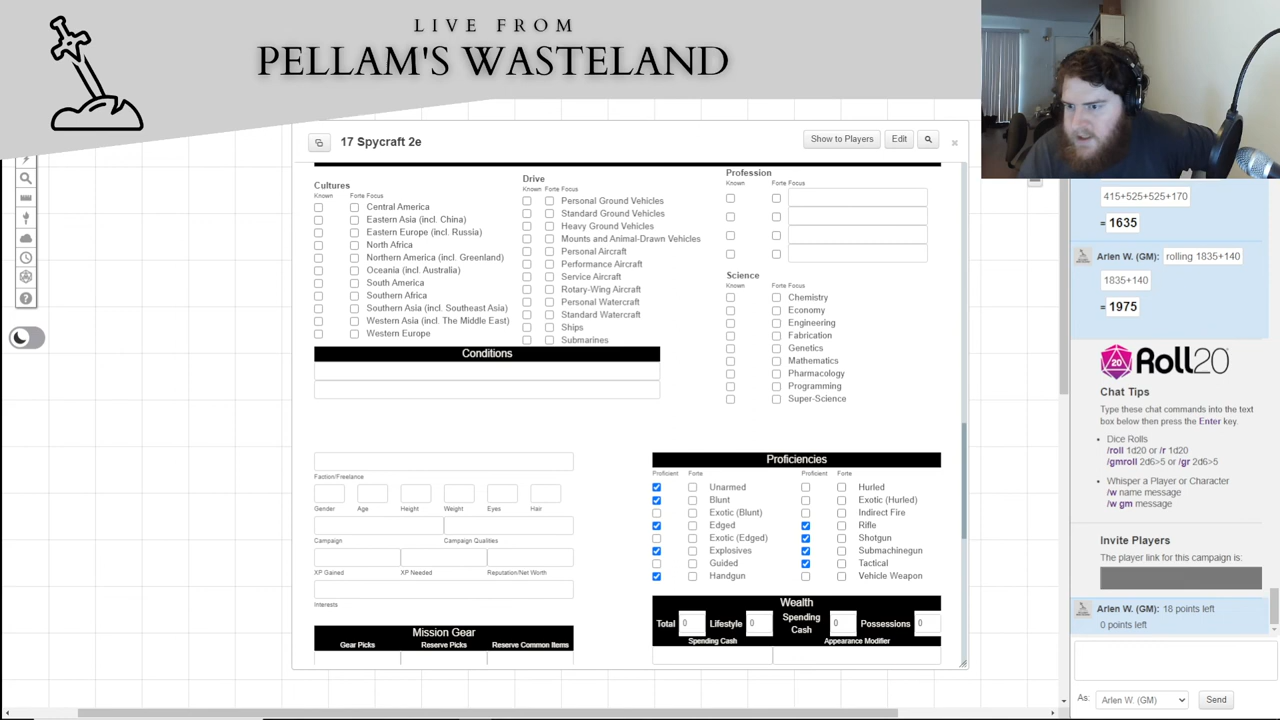 LIVE FROM
PELLAM'S WASTELAND
17 Spycraft 2e
Show to Players
Edit
Cultures
Known Forte Focus
Central America
Eastern Asia (incl. China)
Eastern Europe (incl. Russia)
North Africa
Northern America (incl. Greenland)
Oceania (incl. Australia)
South America
Southern Africa
Southern Asia (incl. Southeast Asia)
Western Asia (incl. The Middle East)
Western Europe
Drive
Known Forte Focus
Personal Ground Vehicles
Standard Ground Vehicles
Heavy Ground Vehicles
Mounts and Animal-Drawn Vehicles
Personal Aircraft
Performance Aircraft
Service Aircraft
Rotary-Wing Aircraft
Personal Watercraft
Standard Watercraft
Ships
Submarines
Profession
Known Forte Focus
Science
Known Forte Focus
Chemistry
Economy
Engineering
Fabrication
Genetics
Mathematics
Pharmacology
Programming
Super-Science
Conditions
Faction/Freelance
Gender Age Height Weight Eyes Hair
Campaign Campaign Qualities
XP Gained XP Needed Reputation/Net Worth
Interests
Mission Gear
Gear Picks Reserve Picks Reserve Common Items
Proficiencies
Proficient Forte Proficient Forte
Unarmed Hurled
Blunt Exotic (Hurled)
Exotic (Blunt) Indirect Fire
Edged Rifle
Exotic (Edged) Shotgun
Explosives Submachinegun
Guided Tactical
Handgun Vehicle Weapon
Wealth
Total 0 Lifestyle 0 Spending Cash 0 Possessions 0
Spending Cash Appearance Modifier
415+525+525+170
= 1635
Arlen W. (GM): rolling 1835+140
1835+140
= 1975
20 Roll20
Chat Tips
Type these chat commands into the text
box below then press the Enter key.
• Dice Rolls
/roll 1d20 or /r 1d20
/gmroll 2d6>5 or /gr 2d6>5
• Whisper a Player or Character
/w name message
/w gm message
Invite Players
The player link for this campaign is:
Arlen W. (GM): 18 points left
0 points left
As: Arlen W. (GM) Send